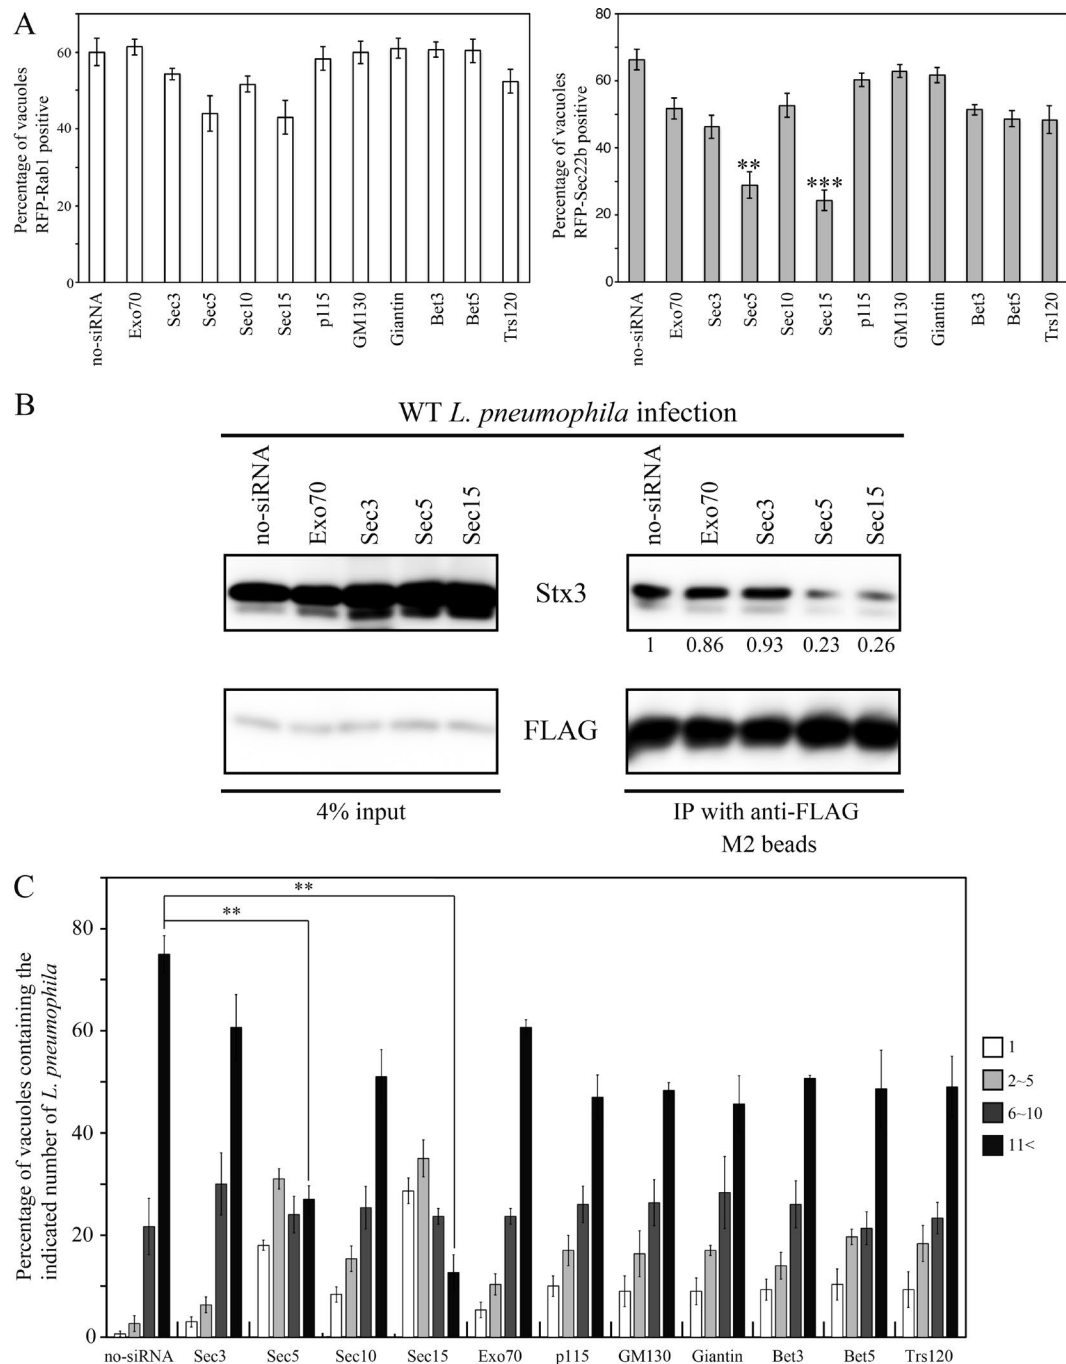 A
Percentage of vacuoles
RFP-Rab1 positive
60
40
20
0
no-siRNA
Exo70
Sec3
Sec5
Sec10
Sec15
p115
GM130
Giantin
Bet3
Bet5
Trs120
Percentage of vacuoles
RFP-Sec22b positive
80
60
40
20
0
**
***
no-siRNA
Exo70
Sec3
Sec5
Sec10
Sec15
p115
GM130
Giantin
Bet3
Bet5
Trs120
B
WT L. pneumophila infection
no-siRNA
Exo70
Sec3
Sec5
Sec15
no-siRNA
Exo70
Sec3
Sec5
Sec15
Stx3
1 0.86 0.93 0.23 0.26
FLAG
4% input
IP with anti-FLAG
M2 beads
C
Percentage of vacuoles containing the
indicated number of L. pneumophila
80
60
40
20
0
**
**
1
2~5
6~10
11<
no-siRNA Sec3 Sec5 Sec10 Sec15 Exo70 p115 GM130 Giantin Bet3 Bet5 Trs120